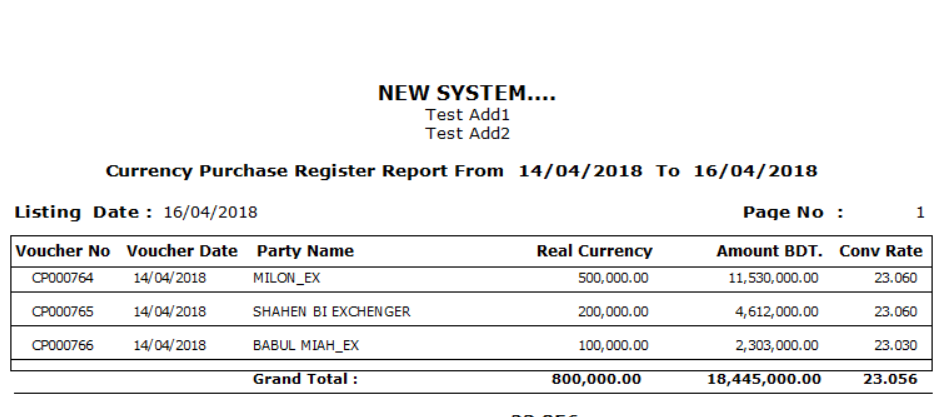 NEW SYSTEM....
Test Add1
Test Add2
Currency Purchase Register Report From 14/04/2018 To 16/04/2018
Listing Date : 16/04/2018 Page No : 1
Voucher No Voucher Date Party Name Real Currency Amount BDT. Conv Rate
CP000764 14/04/2018 MILON_EX 500,000.00 11,530,000.00 23.060
CP000765 14/04/2018 SHAHEN BI EXCHENGER 200,000.00 4,612,000.00 23.060
CP000766 14/04/2018 BABUL MIAH_EX 100,000.00 2,303,000.00 23.030
Grand Total : 800,000.00 18,445,000.00 23.056